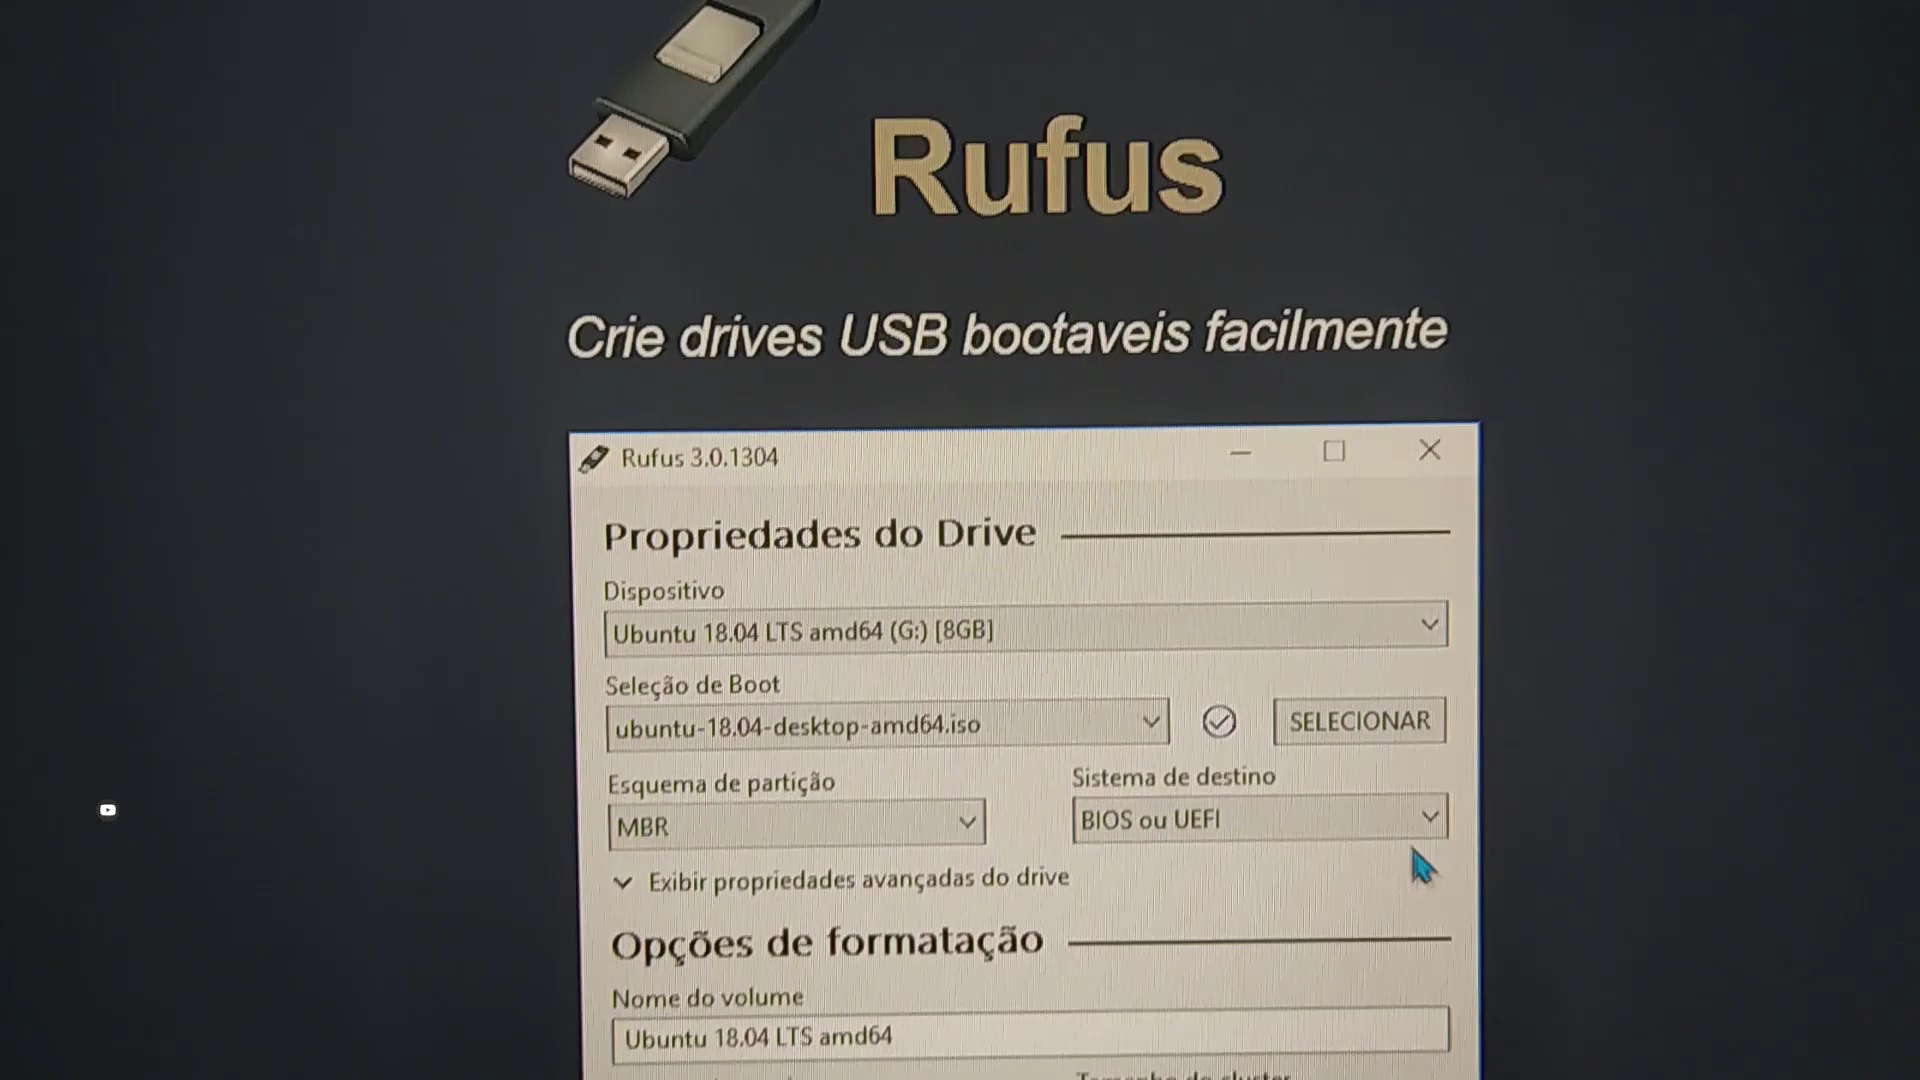 Rufus
Crie drives USB bootaveis facilmente
Rufus 3.0.1304
Propriedades do Drive
Dispositivo
Ubuntu 18.04 LTS amd64 (G:) [8GB]
Seleção de Boot
ubuntu-18.04-desktop-amd64.iso
SELECIONAR
Esquema de partição
Sistema de destino
MBR
BIOS ou UEFI
Exibir propriedades avançadas do drive
Opções de formatação
Nome do volume
Ubuntu 18.04 LTS amd64